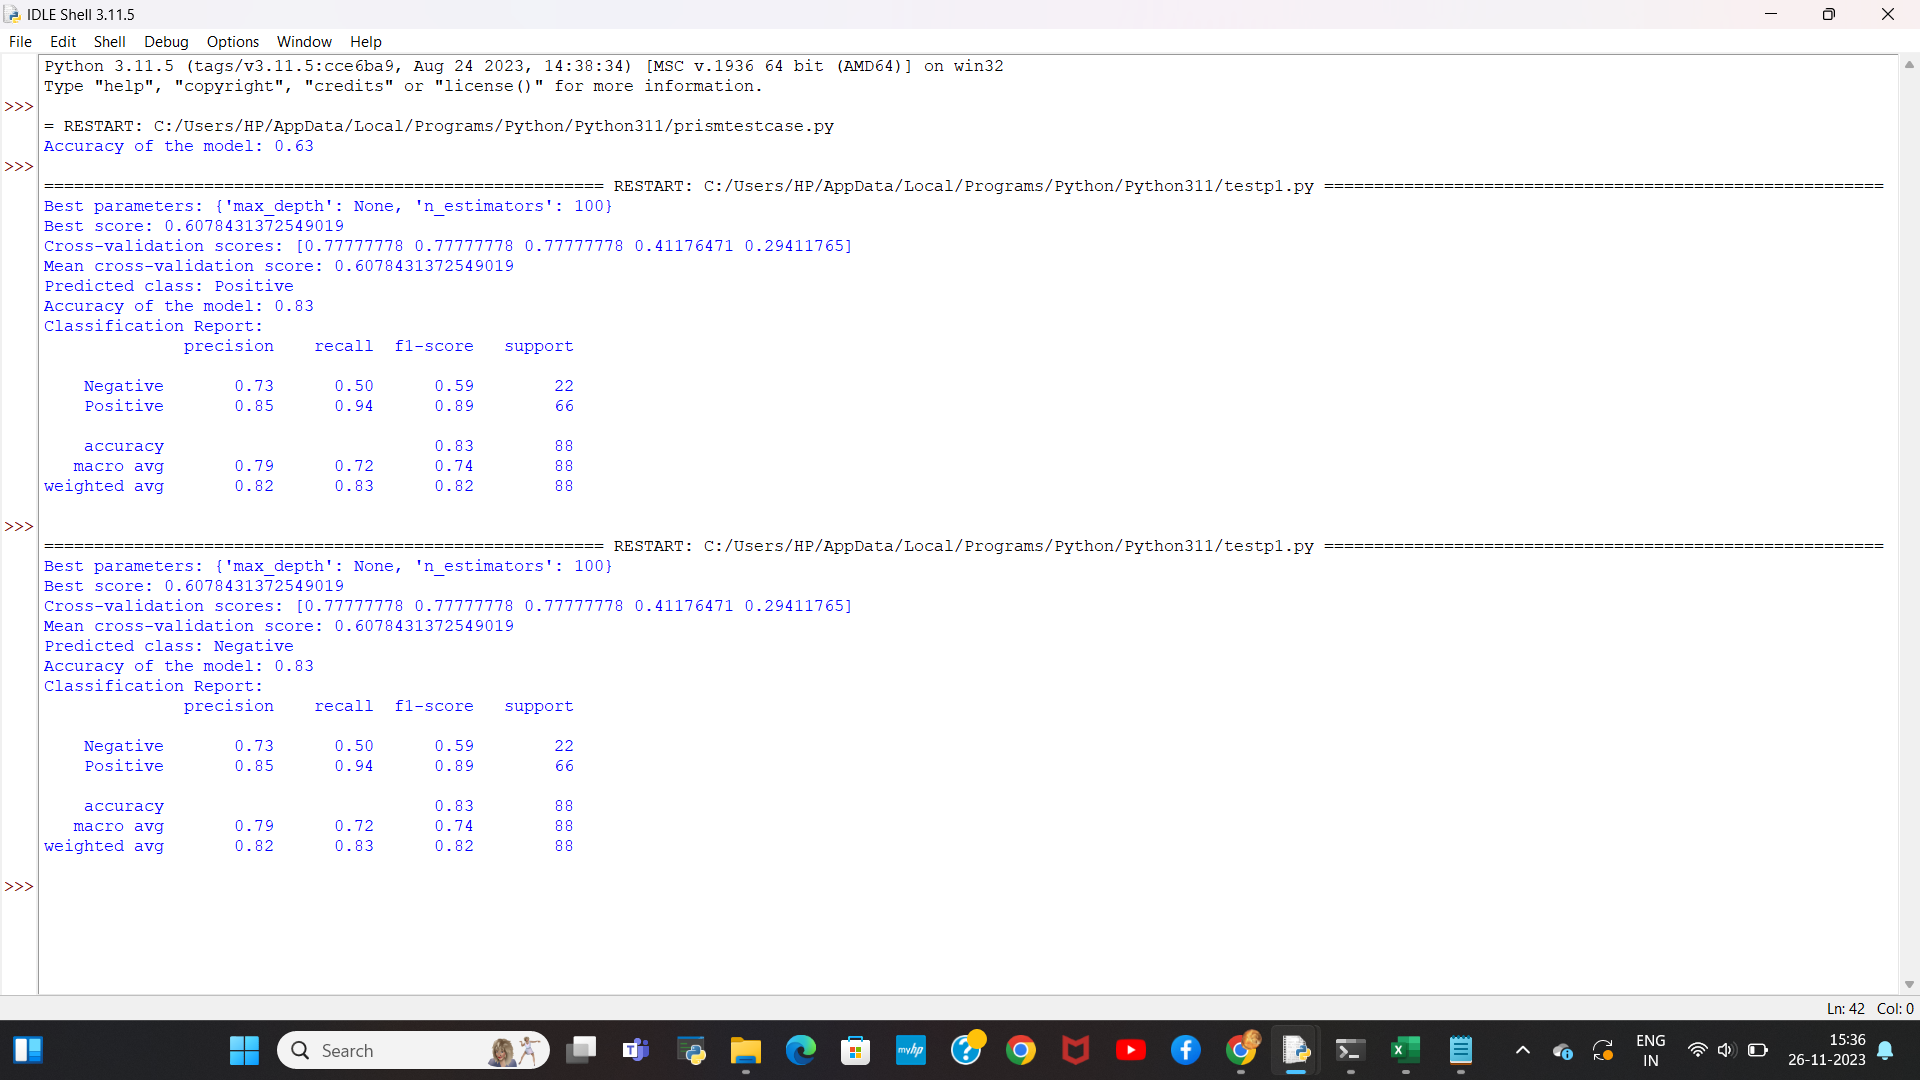 IDLE Shell 3.11.5
File Edit Shell Debug Options Window Help
Python 3.11.5 (tags/v3.11.5:cce6ba9, Aug 24 2023, 14:38:34) [MSC v.1936 64 bit (AMD64)] on win32
Type "help", "copyright", "credits" or "license()" for more information.
>>>
= RESTART: C:/Users/HP/AppData/Local/Programs/Python/Python311/prismtestcase.py
Accuracy of the model: 0.63
>>>
======================================================== RESTART: C:/Users/HP/AppData/Local/Programs/Python/Python311/testp1.py ========================================================
Best parameters: {'max_depth': None, 'n_estimators': 100}
Best score: 0.6078431372549019
Cross-validation scores: [0.77777778 0.77777778 0.77777778 0.41176471 0.29411765]
Mean cross-validation score: 0.6078431372549019
Predicted class: Positive
Accuracy of the model: 0.83
Classification Report:
precision recall f1-score support
Negative 0.73 0.50 0.59 22
Positive 0.85 0.94 0.89 66
accuracy 0.83 88
macro avg 0.79 0.72 0.74 88
weighted avg 0.82 0.83 0.82 88
>>>
======================================================== RESTART: C:/Users/HP/AppData/Local/Programs/Python/Python311/testp1.py ========================================================
Best parameters: {'max_depth': None, 'n_estimators': 100}
Best score: 0.6078431372549019
Cross-validation scores: [0.77777778 0.77777778 0.77777778 0.41176471 0.29411765]
Mean cross-validation score: 0.6078431372549019
Predicted class: Negative
Accuracy of the model: 0.83
Classification Report:
precision recall f1-score support
Negative 0.73 0.50 0.59 22
Positive 0.85 0.94 0.89 66
accuracy 0.83 88
macro avg 0.79 0.72 0.74 88
weighted avg 0.82 0.83 0.82 88
>>>
Ln: 42 Col: 0
Search
myhp
ENG
IN
15:36
26-11-2023